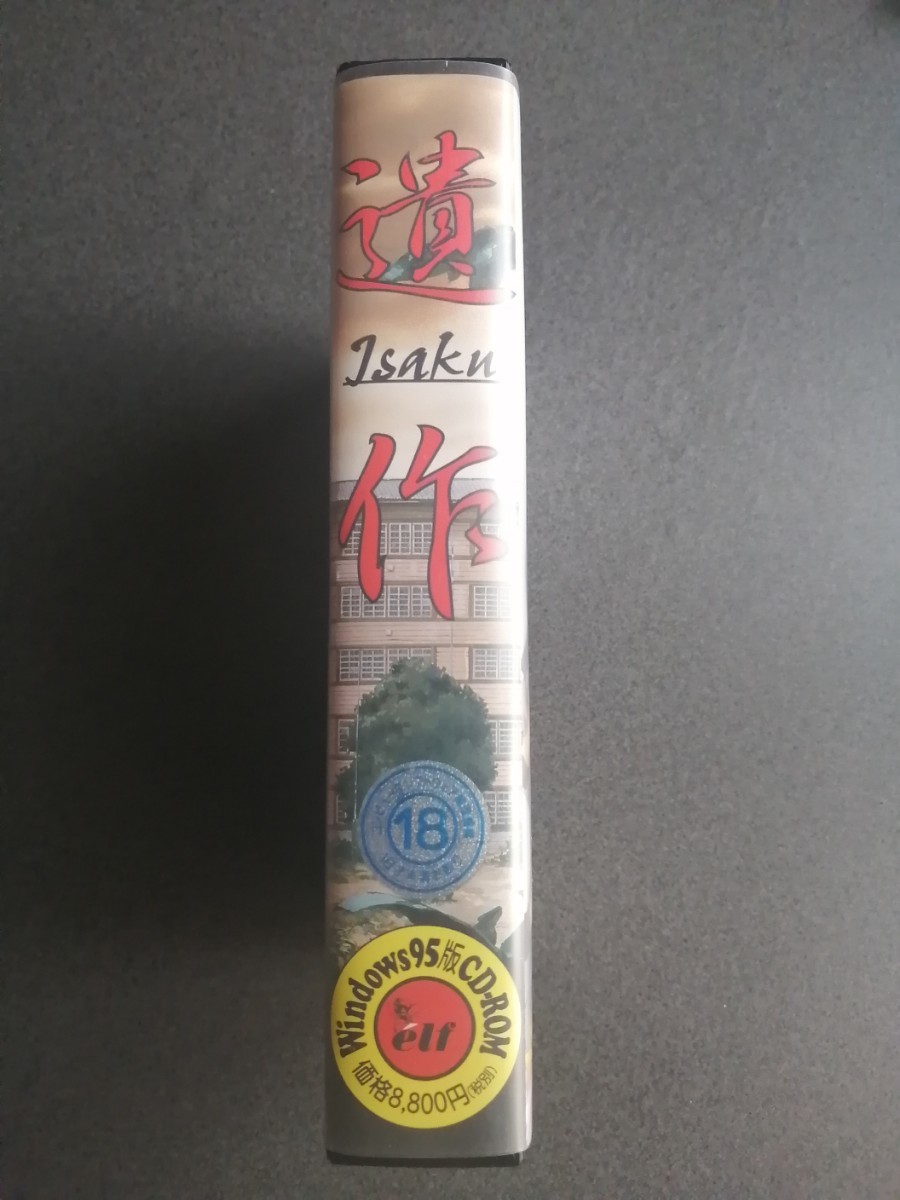 遺
Isaku
作
18
Windows95版CD-ROM
élf
価格8,800円(税別)